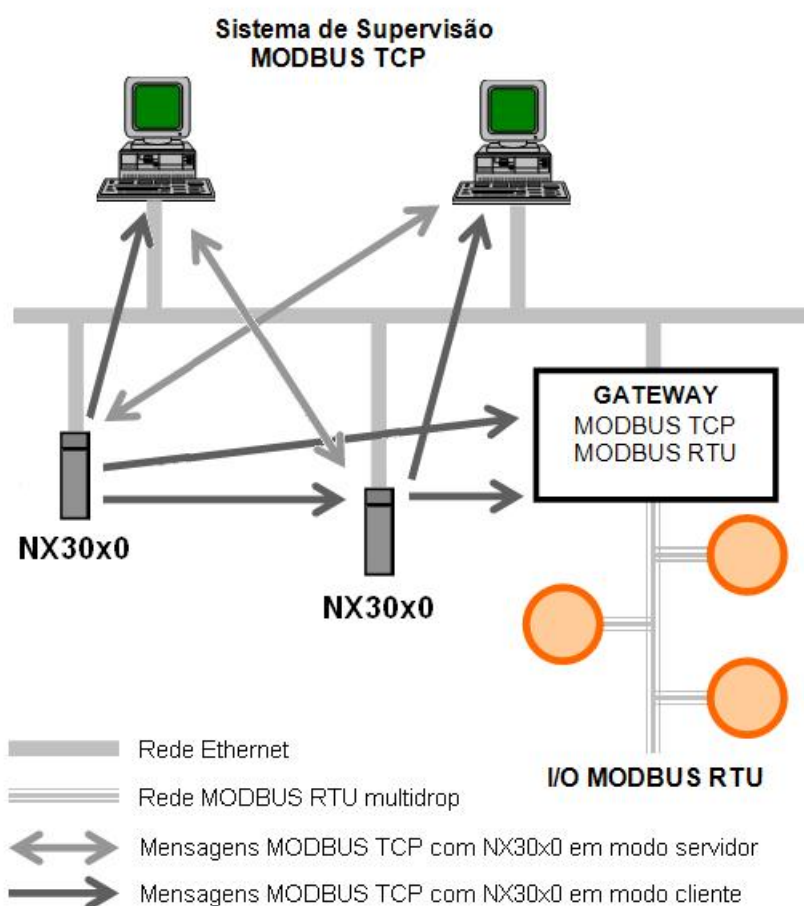 Sistema de Supervisão
MODBUS TCP
GATEWAY
MODBUS TCP
MODBUS RTU
NX30x0
NX30x0
I/O MODBUS RTU
Rede Ethernet
Rede MODBUS RTU multidrop
Mensagens MODBUS TCP com NX30x0 em modo servidor
Mensagens MODBUS TCP com NX30x0 em modo cliente